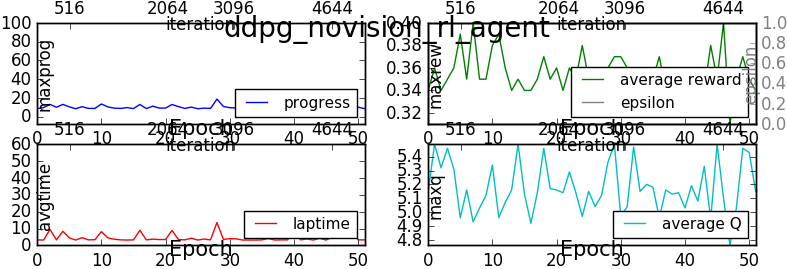 ddpg_novision_rl_agent
516 2064 3096 4644
iteration
100
80
60
40
20
0
maxprog
progress
0 10 20 30 40 50
Epoch
516 2064 3096 4644
iteration
0.40
0.38
0.36
0.34
0.32
maxrew
average reward
epsilon
1.0
0.8
0.6
0.4
0.2
0.0
epsilon
0 10 20 30 40 50
Epoch
516 2064 3096 4644
iteration
60
50
40
30
20
10
0
avgtime
laptime
0 10 20 30 40 50
Epoch
516 2064 3096 4644
iteration
5.4
5.3
5.2
5.1
5.0
4.9
4.8
maxq
average Q
0 10 20 30 40 50
Epoch